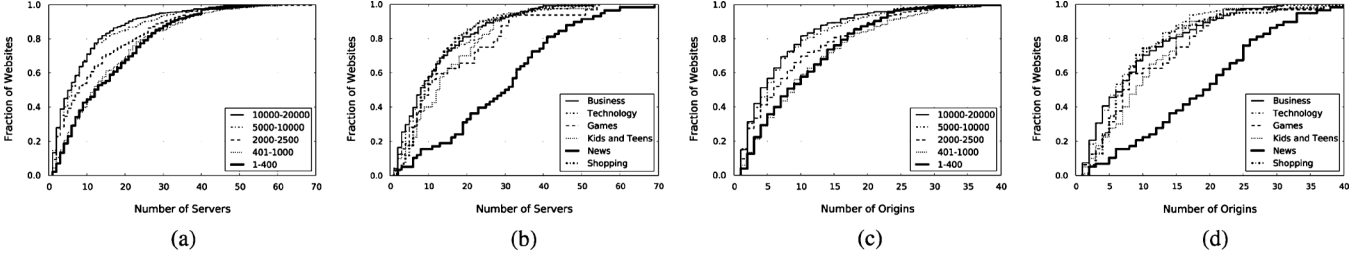 Fraction of Websites
1.0
0.8
0.6
0.4
0.2
0.0
10000-20000
5000-10000
2000-2500
401-1000
1-400
0 10 20 30 40 50 60 70
Number of Servers
(a)
Fraction of Websites
1.0
0.8
0.6
0.4
0.2
0.0
Business
Technology
Games
Kids and Teens
News
Shopping
0 10 20 30 40 50 60 70
Number of Servers
(b)
Fraction of Websites
1.0
0.8
0.6
0.4
0.2
0.0
10000-20000
5000-10000
2000-2500
401-1000
1-400
0 5 10 15 20 25 30 35 40
Number of Origins
(c)
Fraction of Websites
1.0
0.8
0.6
0.4
0.2
0.0
Business
Technology
Games
Kids and Teens
News
Shopping
0 5 10 15 20 25 30 35 40
Number of Origins
(d)